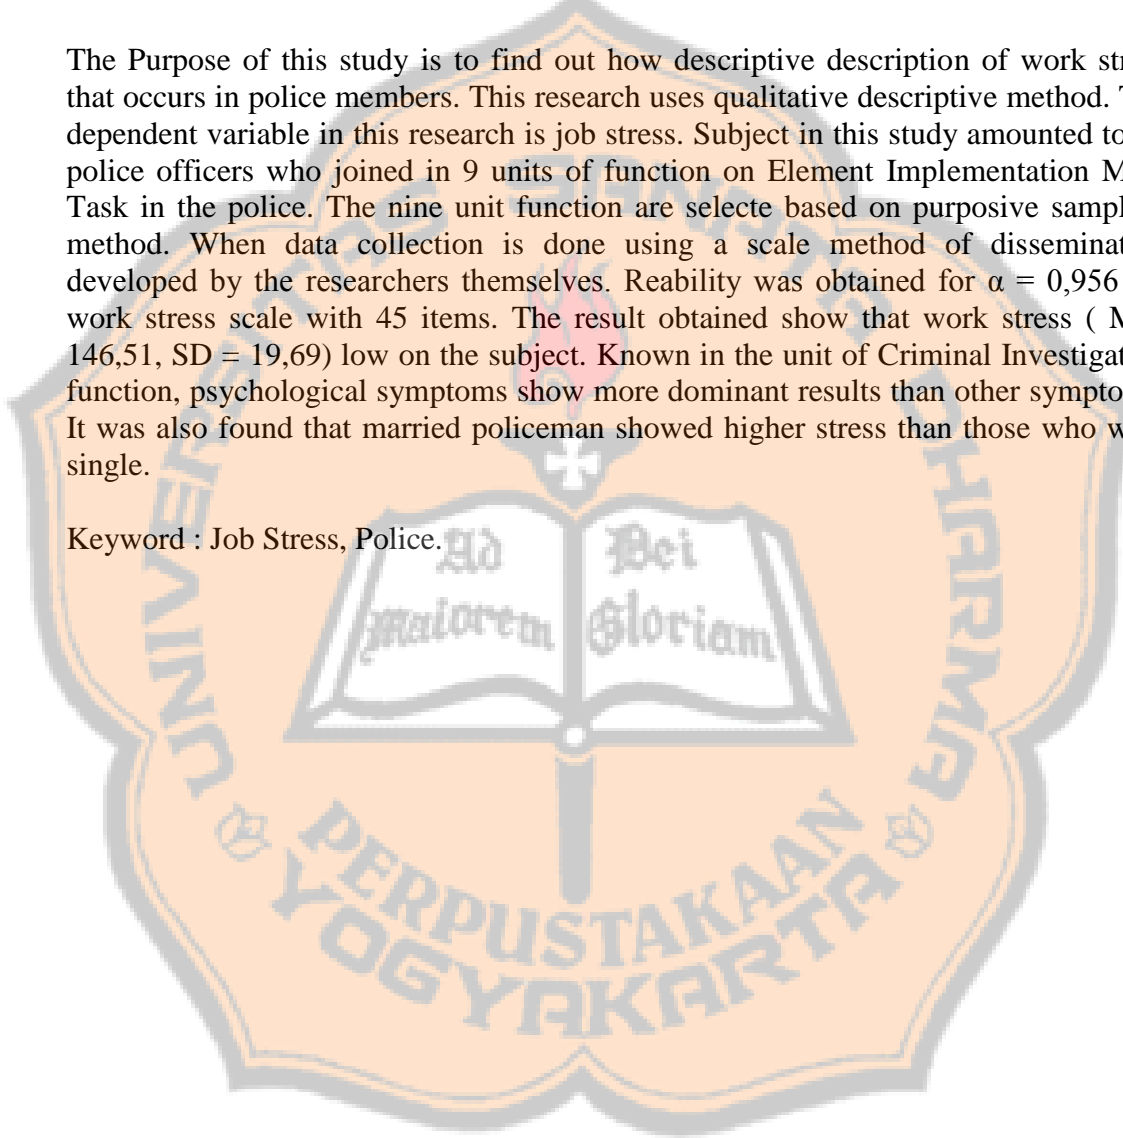 The Purpose of this study is to find out how descriptive description of work str
that occurs in police members. This research uses qualitative descriptive method. T
dependent variable in this research is job stress. Subject in this study amounted to
police officers who joined in 9 units of function on Element Implementation M
Task in the police. The nine unit function are selecte based on purposive sampl
method. When data collection is done using a scale method of disseminat
developed by the researchers themselves. Reability was obtained for α = 0,956
work stress scale with 45 items. The result obtained show that work stress ( M
146,51, SD = 19,69) low on the subject. Known in the unit of Criminal Investigat
function, psychological symptoms show more dominant results than other sympto
It was also found that married policeman showed higher stress than those who w
single.
Keyword : Job Stress, Police.
UNIVERSITAS SANATA DHARMA
Ad
maiorem
Dei
Gloriam
PERPUSTAKAAN
YOGYAKARTA